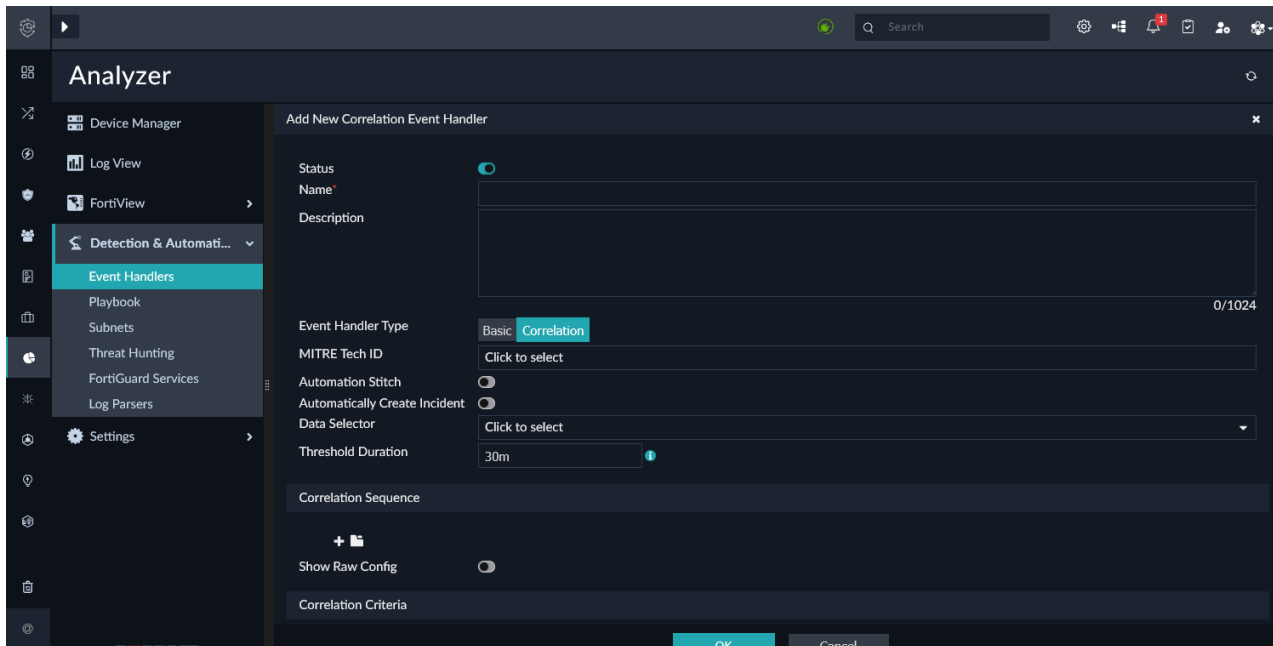 1
Search
Analyzer
Device Manager
Log View
FortiView
Detection & Automati...
Event Handlers
Playbook
Subnets
Threat Hunting
FortiGuard Services
Log Parsers
Settings
Add New Correlation Event Handler
Status
Name*
Description
0/1024
Event Handler Type
Basic Correlation
MITRE Tech ID
Click to select
Automation Stitch
Automatically Create Incident
Data Selector
Click to select
Threshold Duration
30m
Correlation Sequence
Show Raw Config
Correlation Criteria
OK
Cancel